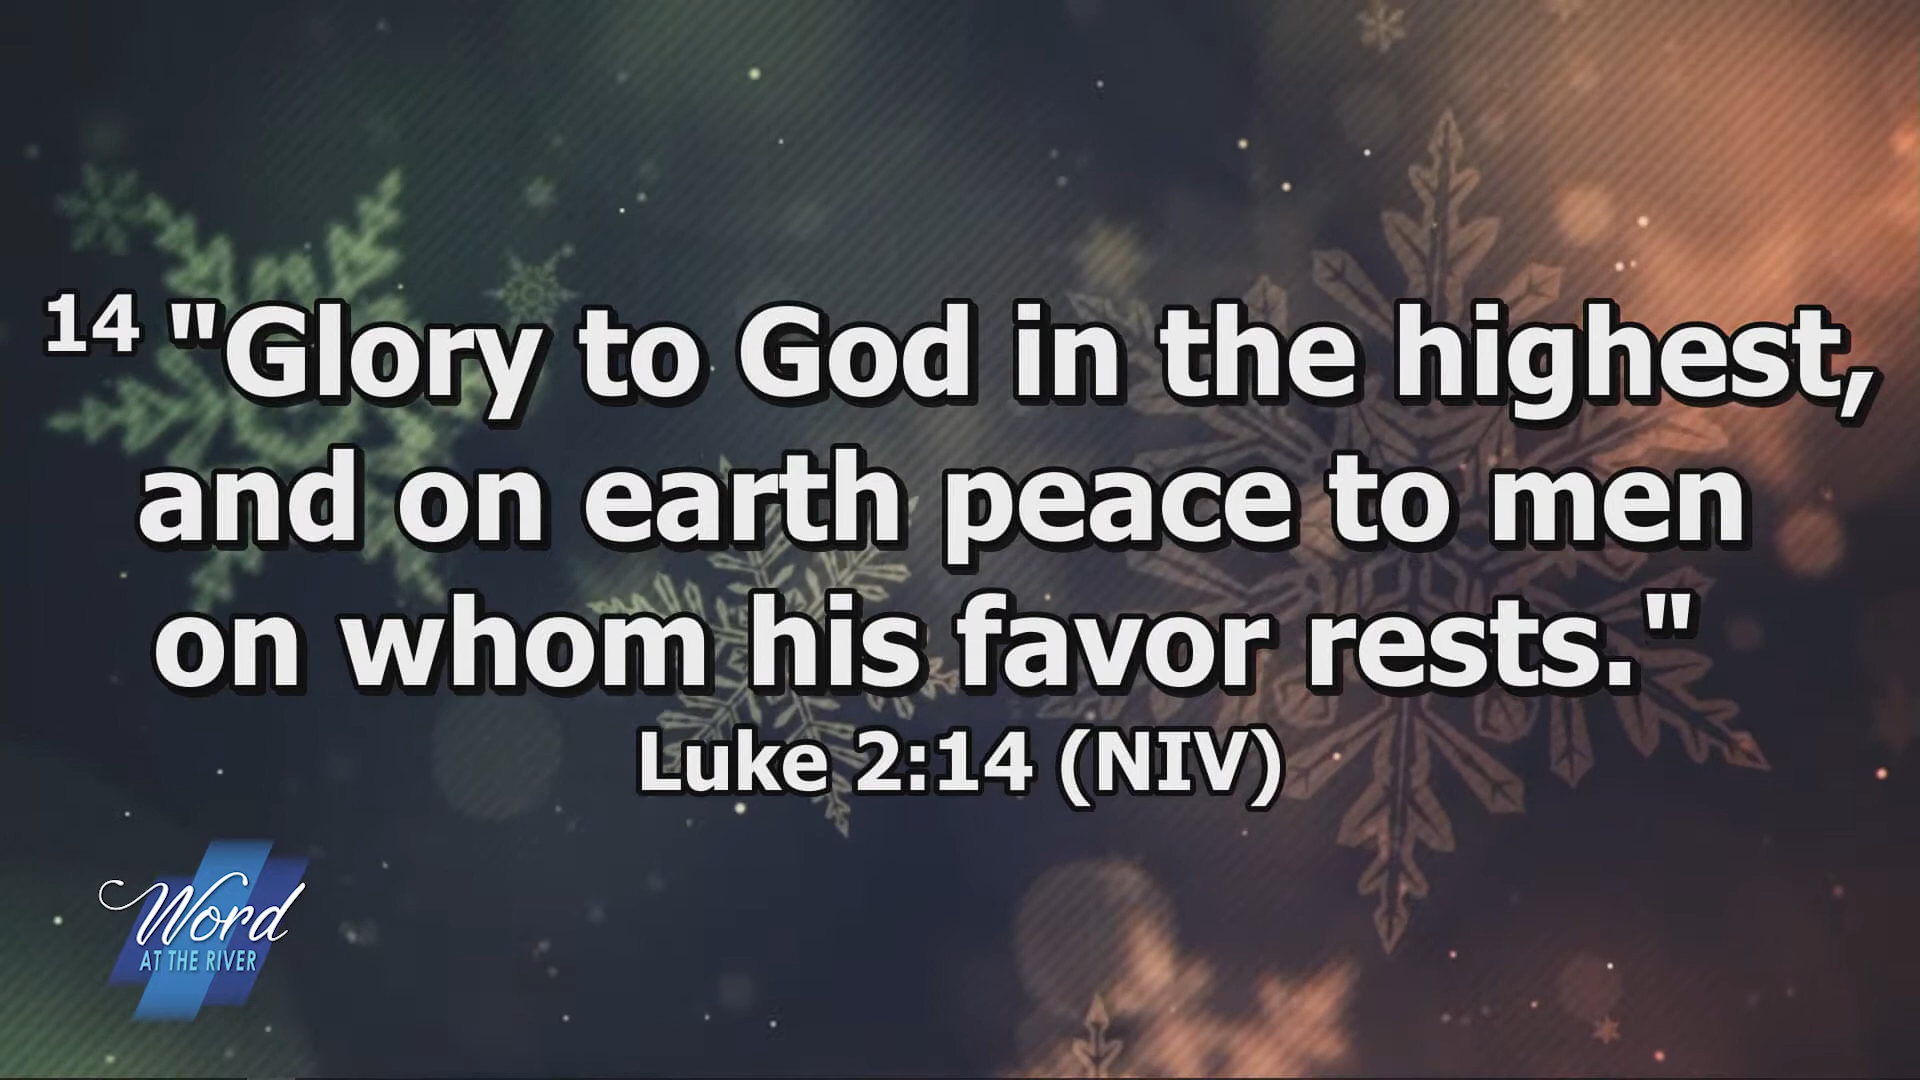 14 "Glory to God in the highest,
and on earth peace to men
on whom his favor rests."
Luke 2:14 (NIV)
Word
AT THE RIVER